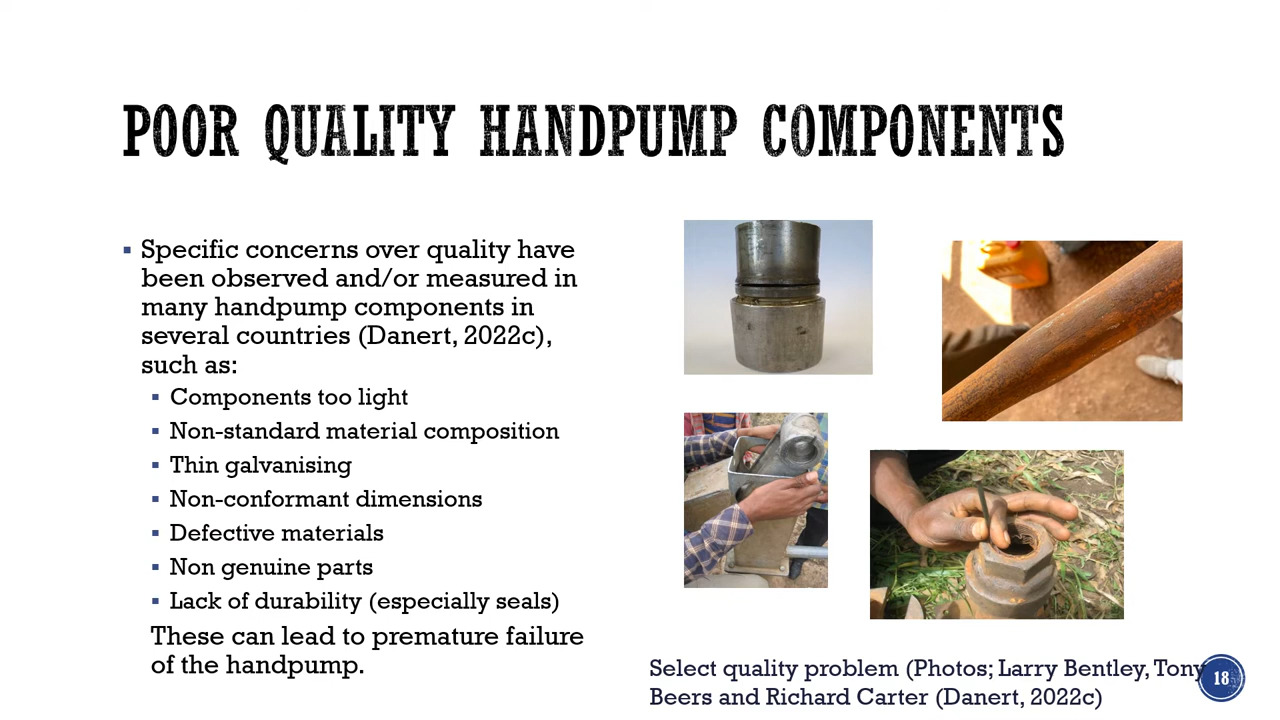 POOR QUALITY HANDPUMP COMPONENTS
▪ Specific concerns over quality have
been observed and/or measured in
many handpump components in
several countries (Danert, 2022c),
such as:
▪ Components too light
▪ Non-standard material composition
▪ Thin galvanising
▪ Non-conformant dimensions
▪ Defective materials
▪ Non genuine parts
▪ Lack of durability (especially seals)
These can lead to premature failure
of the handpump.
Select quality problem (Photos; Larry Bentley, Tony
Beers and Richard Carter (Danert, 2022c)
18